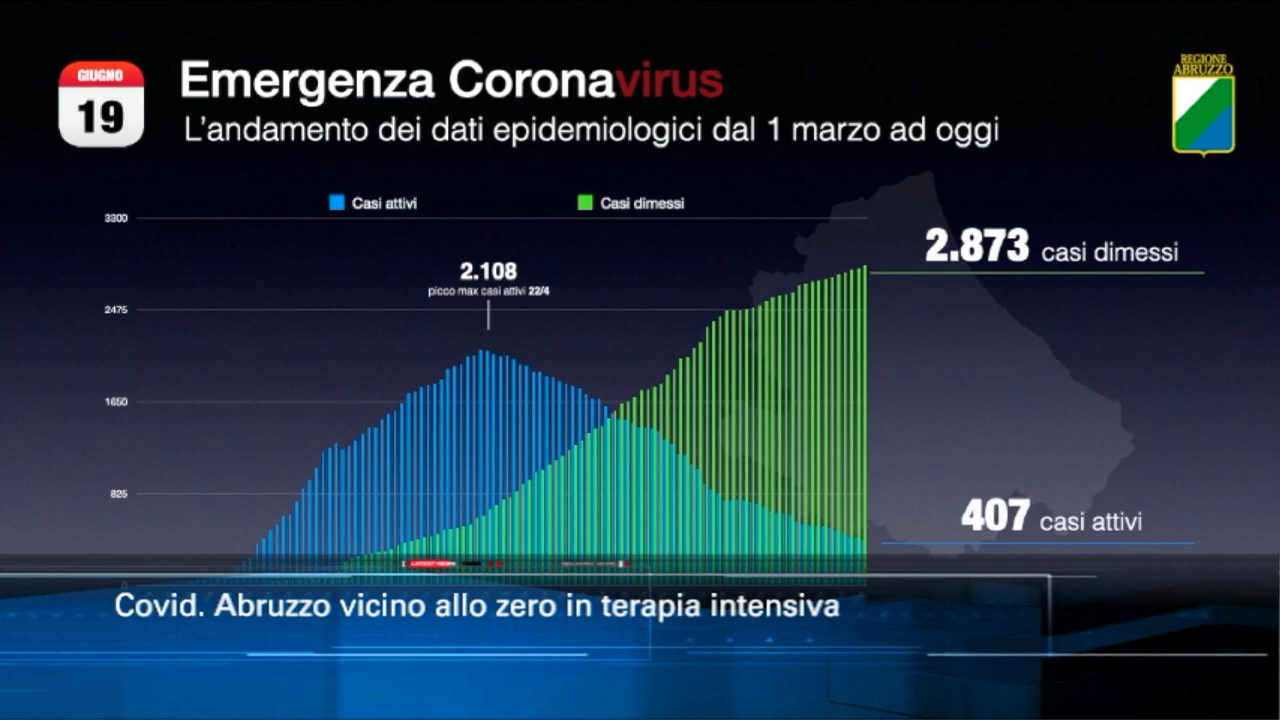 GIUGNO
19
Emergenza Coronavirus
L'andamento dei dati epidemiologici dal 1 marzo ad oggi
REGIONE
ABRUZZO
Casi attivi
Casi dimessi
3300
2.873 casi dimessi
2.108
picco max casi attivi 22/4
2475
1650
825
407 casi attivi
0
Covid. Abruzzo vicino allo zero in terapia intensiva